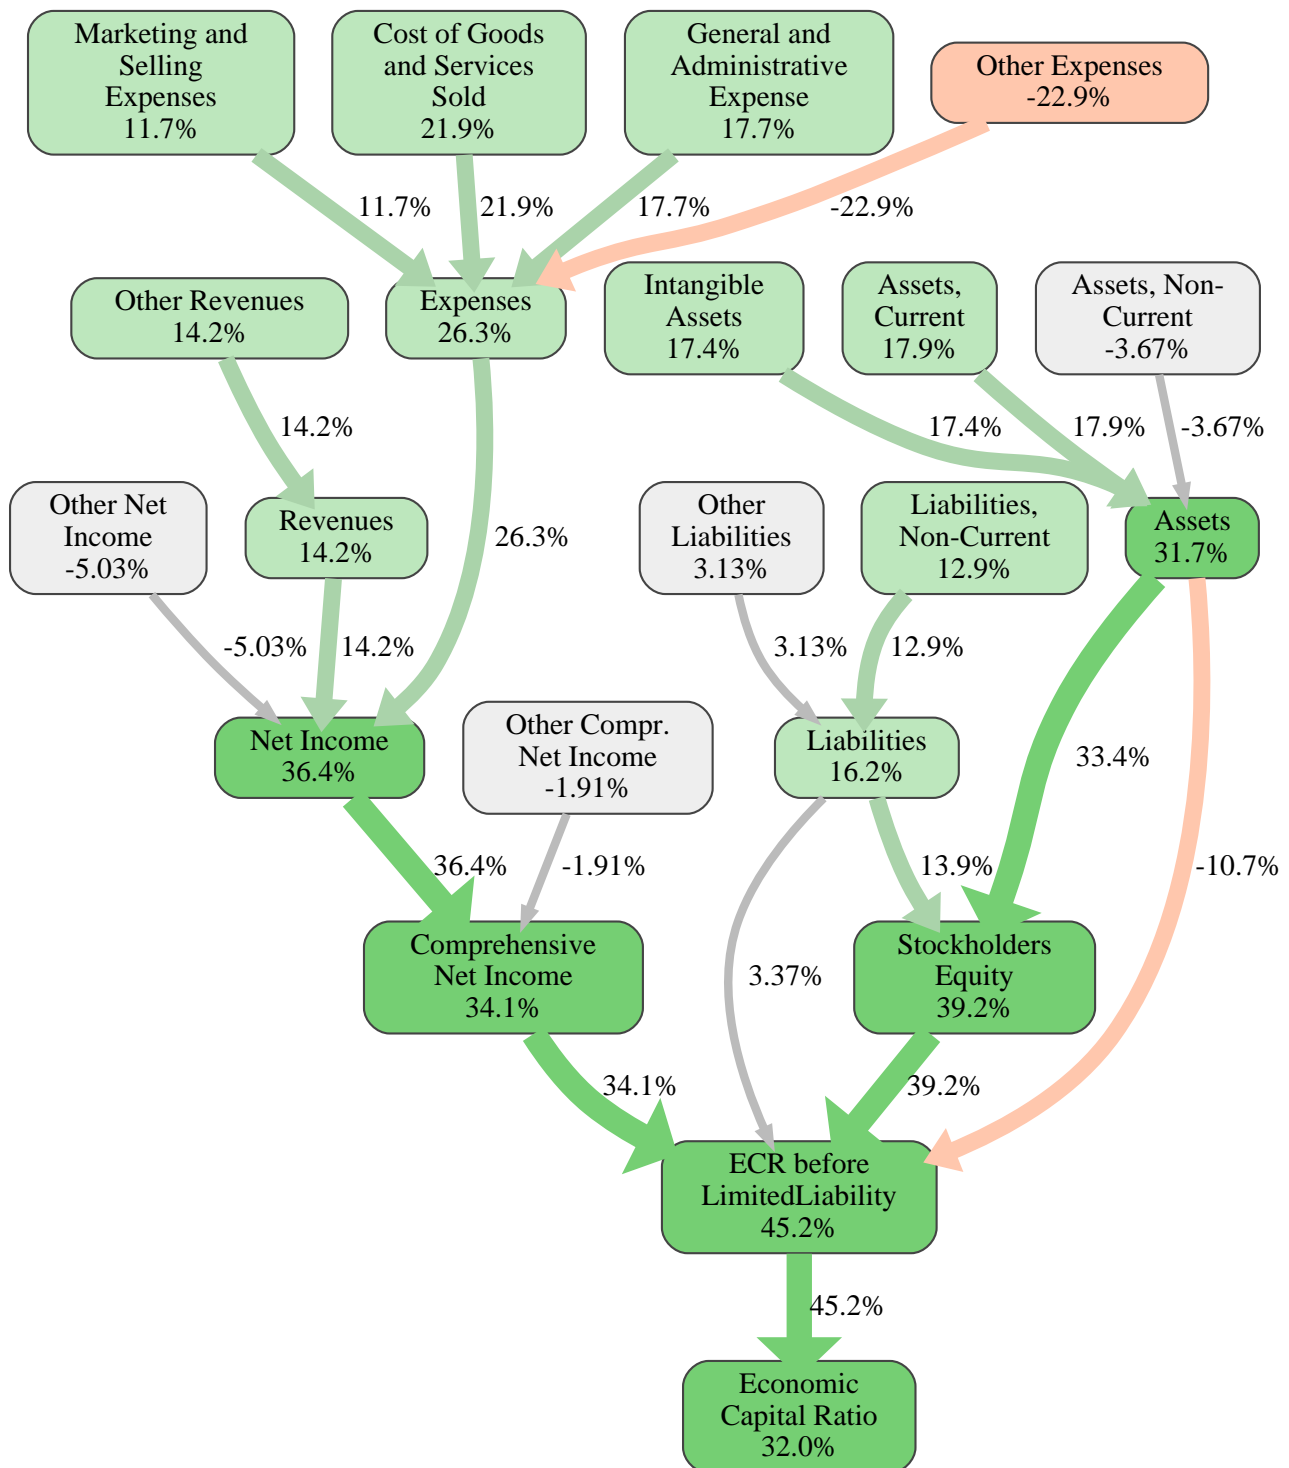 Marketing and
Selling
Expenses
11.7%
Cost of Goods
and Services
Sold
21.9%
General and
Administrative
Expense
17.7%
Other Expenses
-22.9%
11.7%
21.9%
17.7%
-22.9%
Other Revenues
14.2%
Expenses
26.3%
Intangible
Assets
17.4%
Assets,
Current
17.9%
Assets, Non-
Current
-3.67%
14.2%
17.4%
17.9%
-3.67%
Other Net
Income
-5.03%
Revenues
14.2%
26.3%
Other
Liabilities
3.13%
Liabilities,
Non-Current
12.9%
Assets
31.7%
-5.03%
14.2%
3.13%
12.9%
Net Income
36.4%
Other Compr.
Net Income
-1.91%
Liabilities
16.2%
33.4%
36.4%
-1.91%
13.9%
-10.7%
Comprehensive
Net Income
34.1%
3.37%
Stockholders
Equity
39.2%
34.1%
39.2%
ECR before
LimitedLiability
45.2%
45.2%
Economic
Capital Ratio
32.0%